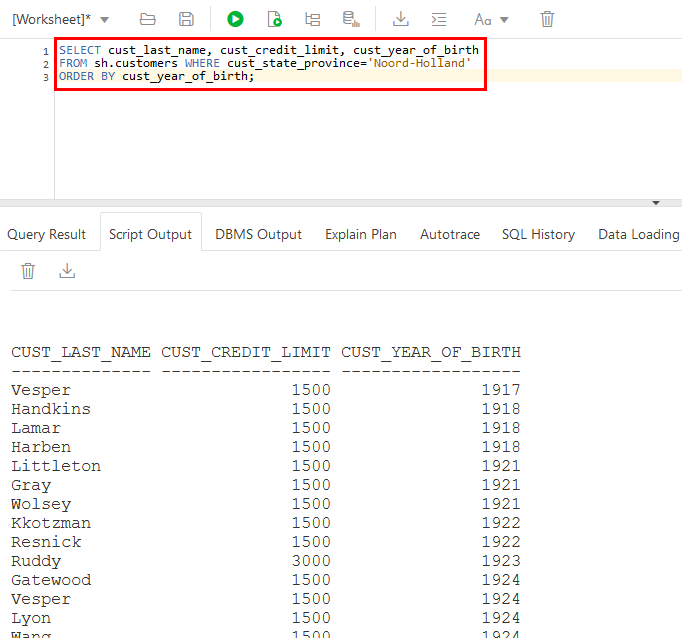 [Worksheet]*
Aa
1 SELECT cust_last_name, cust_credit_limit, cust_year_of_birth
2 FROM sh.customers WHERE cust_state_province='Noord-Holland'
3 ORDER BY cust_year_of_birth;
Query Result Script Output DBMS Output Explain Plan Autotrace SQL History Data Loading
CUST_LAST_NAME CUST_CREDIT_LIMIT CUST_YEAR_OF_BIRTH
-------------- ----------------- ------------------
Vesper 1500 1917
Handkins 1500 1918
Lamar 1500 1918
Harben 1500 1918
Littleton 1500 1921
Gray 1500 1921
Wolsey 1500 1921
Kkotzman 1500 1922
Resnick 1500 1922
Ruddy 3000 1923
Gatewood 1500 1924
Vesper 1500 1924
Lyon 1500 1924
Wang 1500 1924